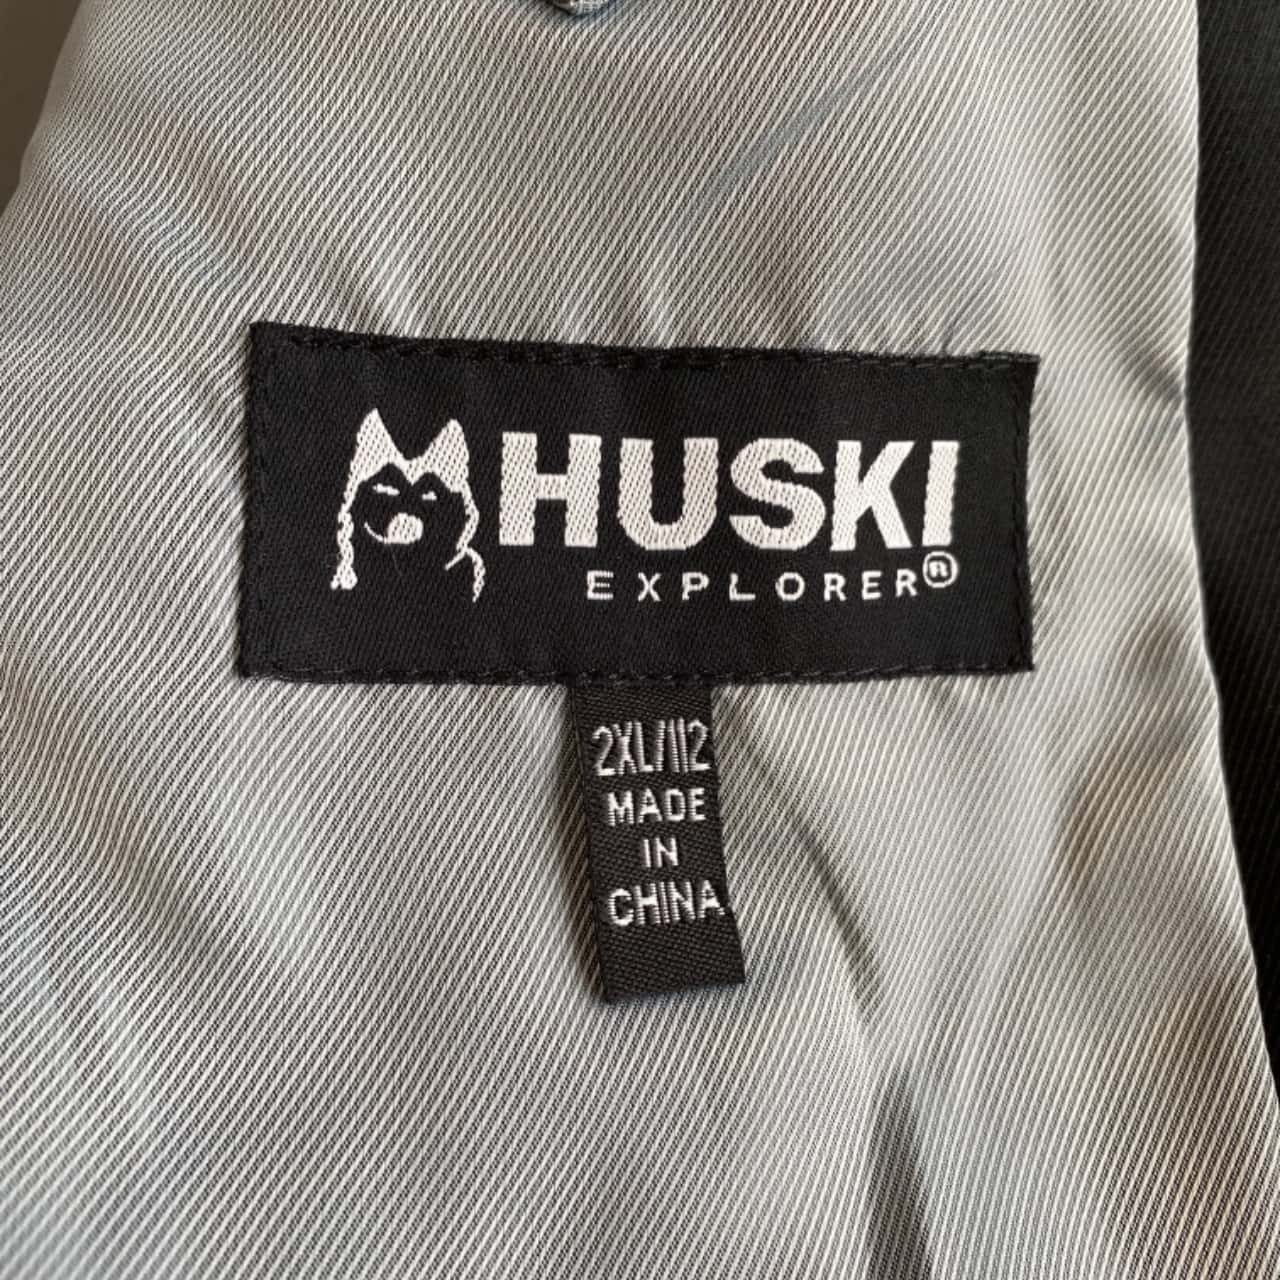 HUSKI
EXPLORER®
2XL/112
MADE
IN
CHINA